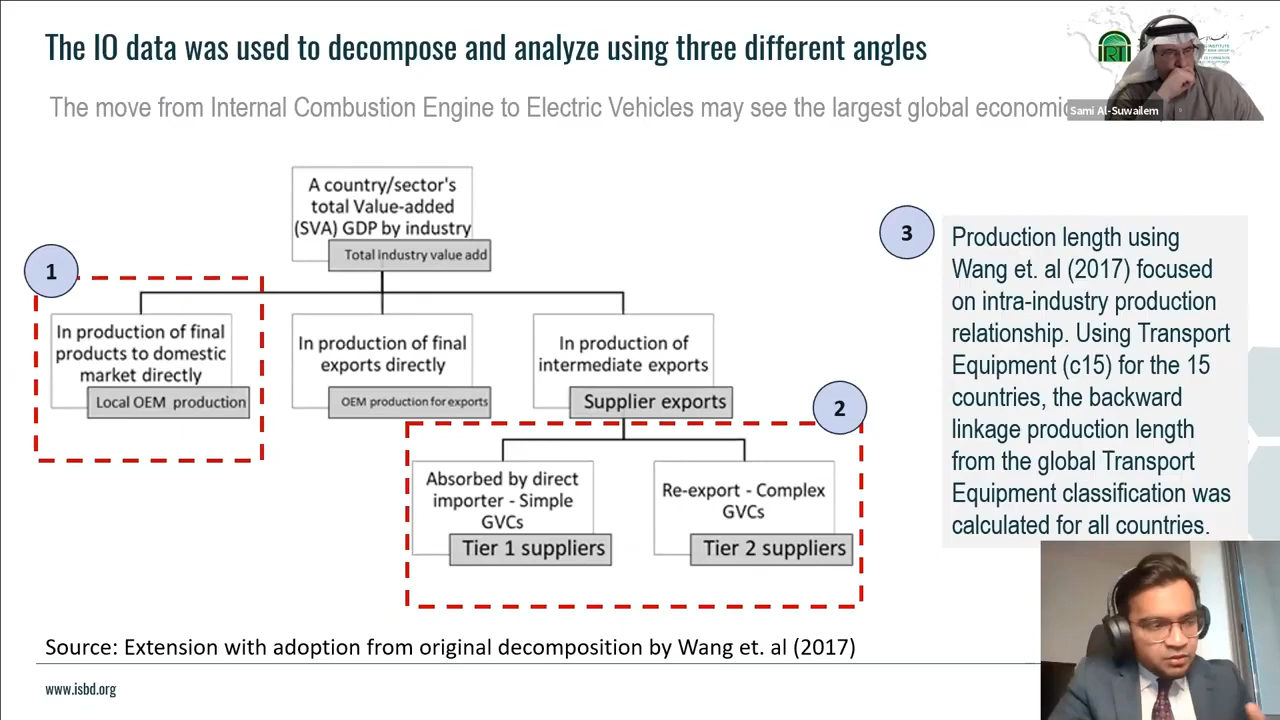 The IO data was used to decompose and analyze using three different angles
The move from Internal Combustion Engine to Electric Vehicles may see the largest global economic
Sami Al-Suwailem
IRTI
A country/sector's
total Value-added
(SVA) GDP by industry
Total industry value add
1
In production of final
products to domestic
market directly
Local OEM production
In production of final
exports directly
OEM production for exports
In production of
intermediate exports
Supplier exports
2
Absorbed by direct
importer - Simple
GVCs
Tier 1 suppliers
Re-export - Complex
GVCs
Tier 2 suppliers
3
Production length using
Wang et. al (2017) focused
on intra-industry production
relationship. Using Transport
Equipment (c15) for the 15
countries, the backward
linkage production length
from the global Transport
Equipment classification was
calculated for all countries.
Source: Extension with adoption from original decomposition by Wang et. al (2017)
www.isbd.org